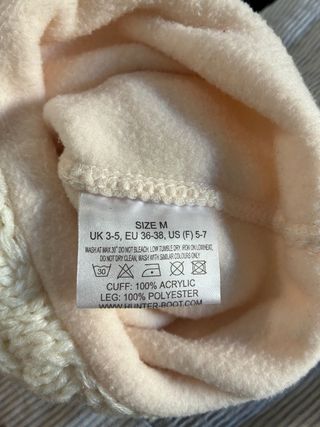 SIZE M
UK 3-5, EU 36-38, US (F) 5-7
WASH AT MAX 30° DO NOT BLEACH, LOW TUMBLE DRY. IRON ON LOW HEAT,
DO NOT DRY CLEAN, WASH WITH SIMILAR COLOURS ONLY
30
CUFF: 100% ACRYLIC
LEG: 100% POLYESTER
WWW.HUNTER-BOOT.COM